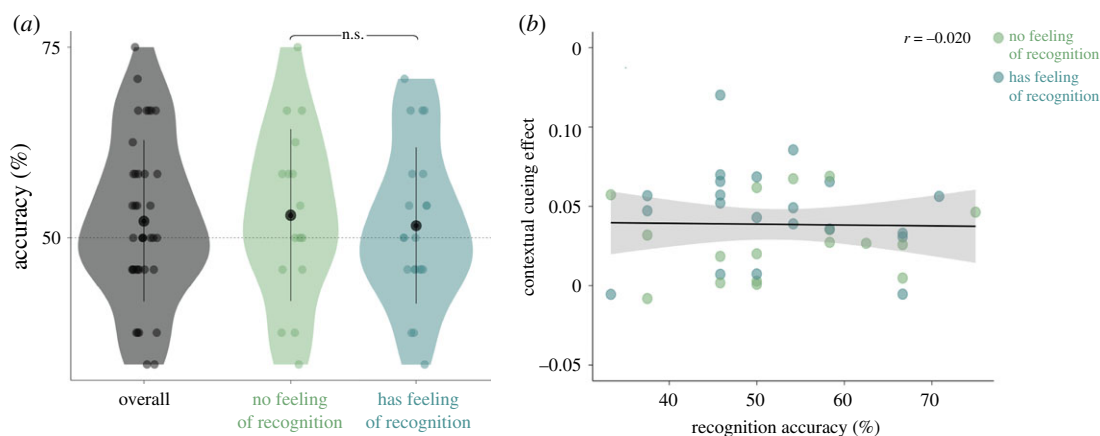 (a)
75
n.s.
accuracy (%)
50
overall
no feeling
of recognition
has feeling
of recognition
(b)
0
r = –0.020
no feeling
of recognition
has feeling
of recognition
0.10
contextual cueing effect
0.05
0
–0.05
40
50
60
70
recognition accuracy (%)